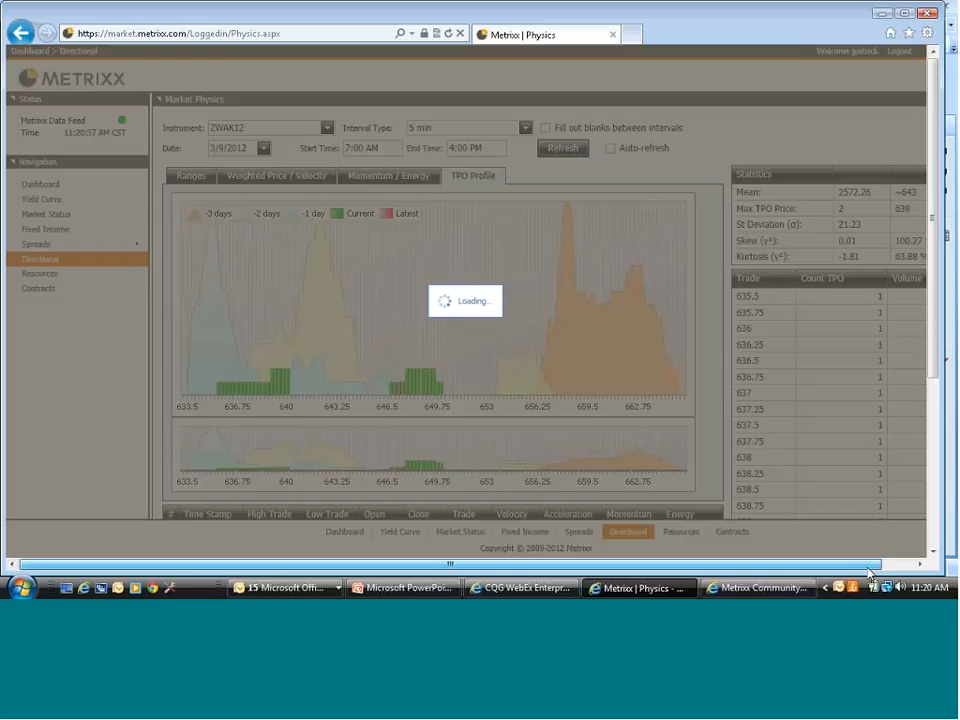 https://market.metrixx.com/Loggedin/Physics.aspx
Metrixx | Physics
Dashboard > Directional
Welcome: jpatrick
Logout
METRIXX
Status
Metrixx Data Feed
Time 11:20:37 AM CST
Navigation
Dashboard
Yield Curve
Market Status
Fixed Income
Spreads
Directional
Resources
Contracts
Market Physics
Instrument: ZWAK12 Interval Type: 5 min Fill out blanks between intervals
Date: 3/9/2012 Start Time: 7:00 AM End Time: 4:00 PM Refresh Auto-refresh
Ranges Weighted Price / Velocity Momentum / Energy TPO Profile
-3 days -2 days -1 day Current Latest
Loading...
633.5 636.75 640 643.25 646.5 649.75 653 656.25 659.5 662.75
633.5 636.75 640 643.25 646.5 649.75 653 656.25 659.5 662.75
# Time Stamp High Trade Low Trade Open Close Trade Velocity Acceleration Momentum Energy
Statistics
Mean: 2572.26 ~643
Max TPO Price: 2 639
St Deviation (σ): 21.23
Skew (γ³): 0.01 100.27
Kurtosis (γ⁴): -1.81 63.88 %
Trade Count TPO Volume
635.5 1
635.75 1
636 1
636.25 1
636.5 1
636.75 1
637 1
637.25 1
637.5 1
637.75 1
638 1
638.25 1
638.5 1
638.75 1
Dashboard Yield Curve Market Status Fixed Income Spreads Directional Resources Contracts
Copyright © 2009-2012 Metrixx
15 Microsoft Offi... Microsoft PowerPoi... CQG WebEx Enterpr... Metrixx | Physics - ... Metrixx Community... 11:20 AM